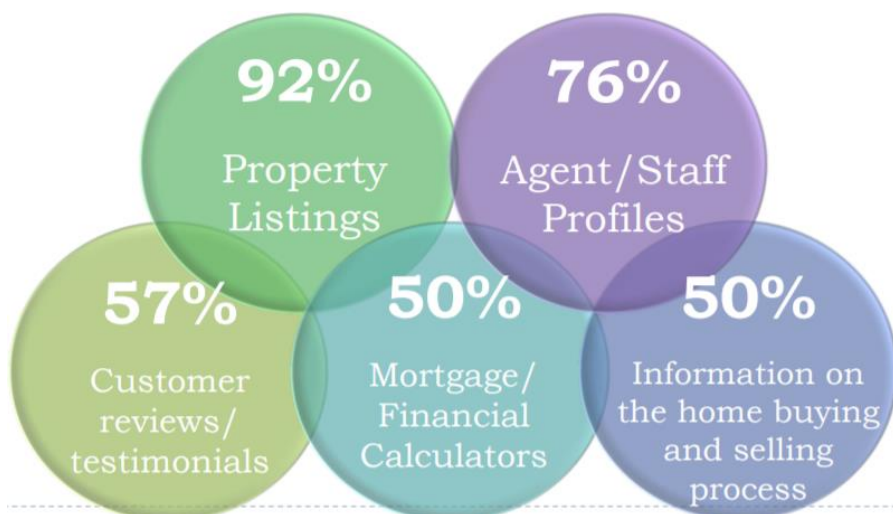 92%
Property
Listings
76%
Agent/Staff
Profiles
57%
Customer
reviews/
testimonials
50%
Mortgage/
Financial
Calculators
50%
Information on
the home buying
and selling
process